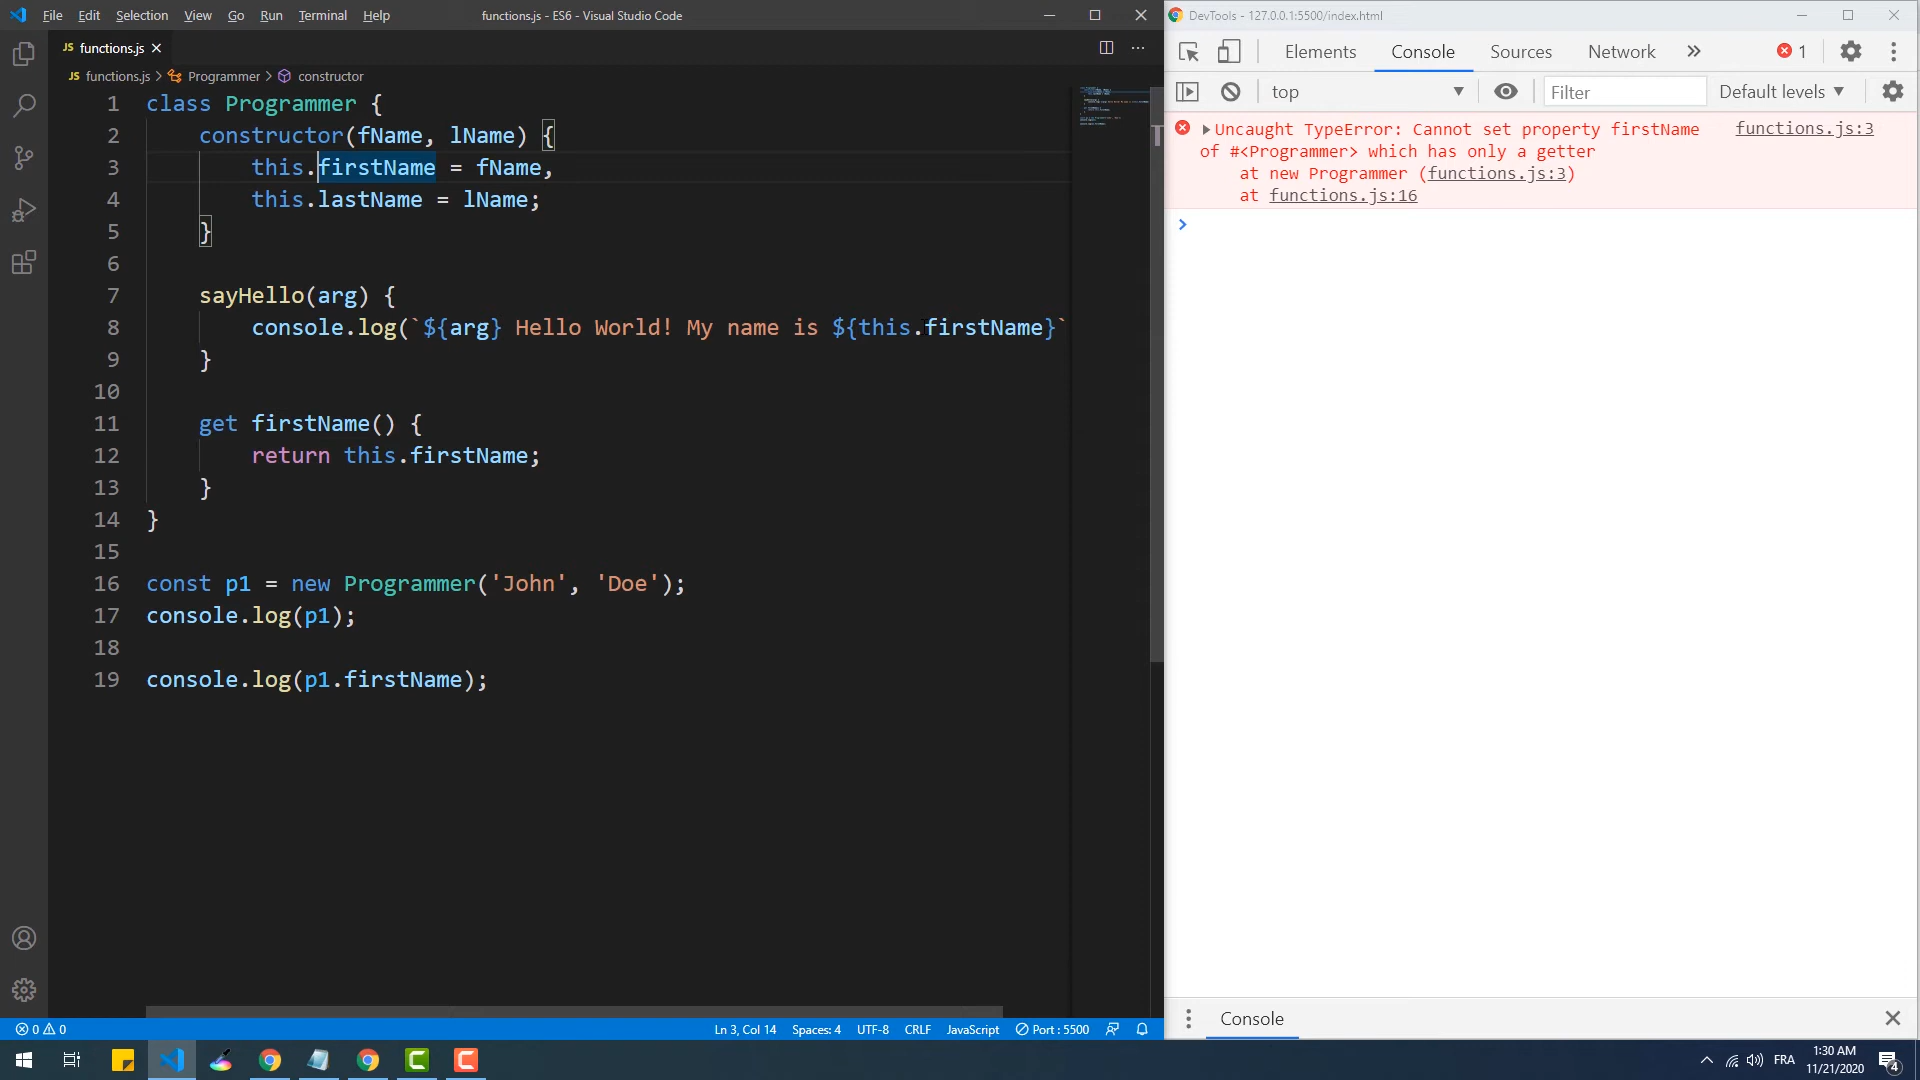 File Edit Selection View Go Run Terminal Help functions.js - ES6 - Visual Studio Code
JS functions.js
JS functions.js > Programmer > constructor
1 class Programmer {
2 constructor(fName, lName) {
3 this.firstName = fName,
4 this.lastName = lName;
5 }
6
7 sayHello(arg) {
8 console.log(`${arg} Hello World! My name is ${this.firstName}`
9 }
10
11 get firstName() {
12 return this.firstName;
13 }
14 }
15
16 const p1 = new Programmer('John', 'Doe');
17 console.log(p1);
18
19 console.log(p1.firstName);
0 0
Ln 3, Col 14 Spaces: 4 UTF-8 CRLF JavaScript Port : 5500
DevTools - 127.0.0.1:5500/index.html
Elements Console Sources Network » 1
top Filter Default levels
Uncaught TypeError: Cannot set property firstName functions.js:3
of #<Programmer> which has only a getter
at new Programmer (functions.js:3)
at functions.js:16
>
Console
FRA
1:30 AM
11/21/2020
4